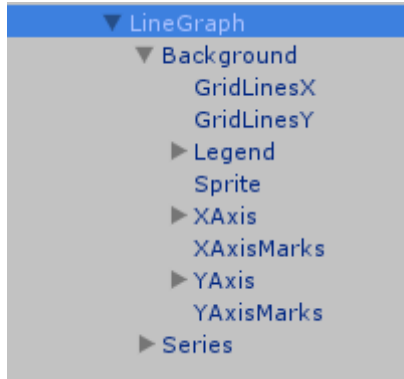 LineGraph
Background
GridLinesX
GridLinesY
Legend
Sprite
XAxis
XAxisMarks
YAxis
YAxisMarks
Series